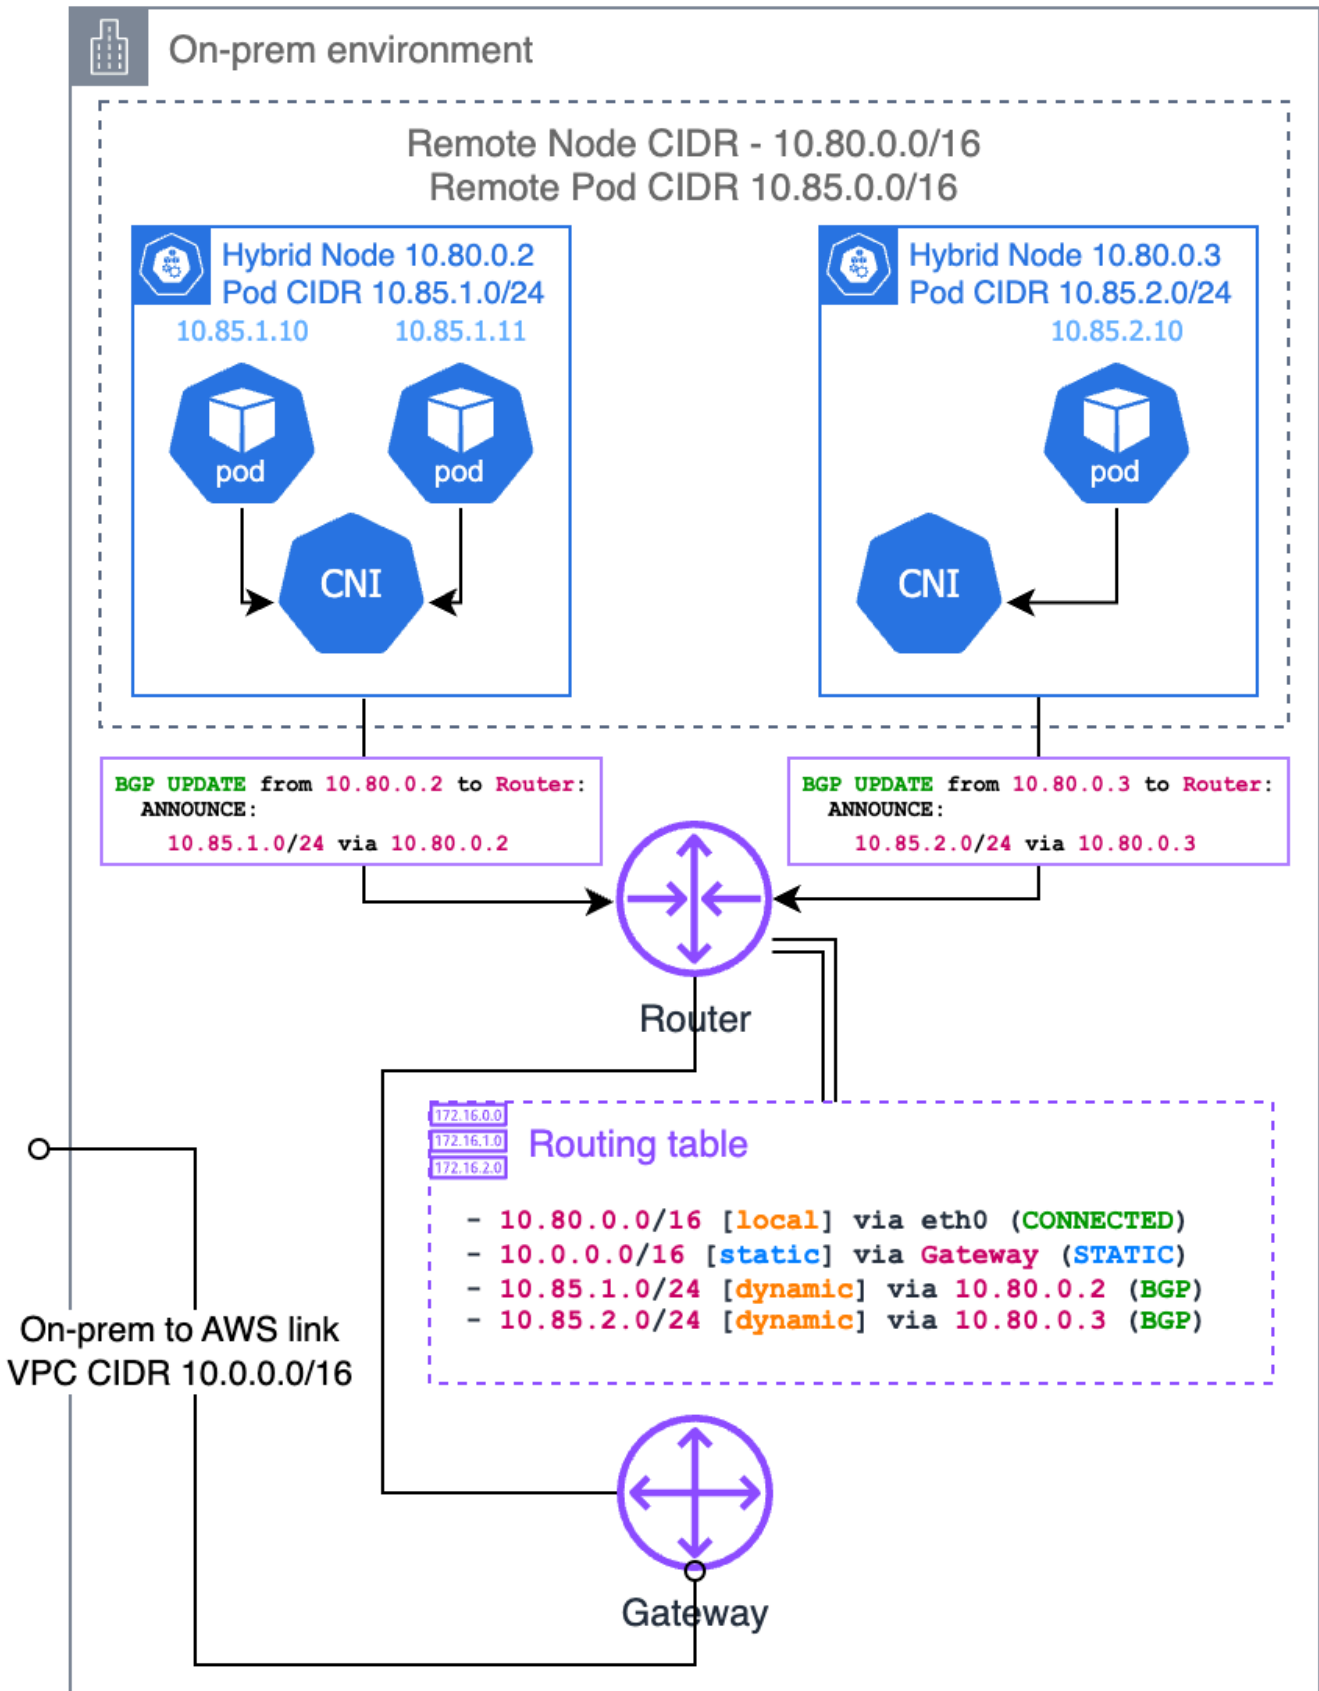 On-prem environment
Remote Node CIDR - 10.80.0.0/16
Remote Pod CIDR 10.85.0.0/16
Hybrid Node 10.80.0.2
Pod CIDR 10.85.1.0/24
10.85.1.10
10.85.1.11
pod
pod
CNI
Hybrid Node 10.80.0.3
Pod CIDR 10.85.2.0/24
10.85.2.10
pod
CNI
BGP UPDATE from 10.80.0.2 to Router:
ANNOUNCE:
10.85.1.0/24 via 10.80.0.2
BGP UPDATE from 10.80.0.3 to Router:
ANNOUNCE:
10.85.2.0/24 via 10.80.0.3
Router
172.16.0.0
172.16.1.0
172.16.2.0
Routing table
- 10.80.0.0/16 [local] via eth0 (CONNECTED)
- 10.0.0.0/16 [static] via Gateway (STATIC)
- 10.85.1.0/24 [dynamic] via 10.80.0.2 (BGP)
- 10.85.2.0/24 [dynamic] via 10.80.0.3 (BGP)
On-prem to AWS link
VPC CIDR 10.0.0.0/16
Gateway